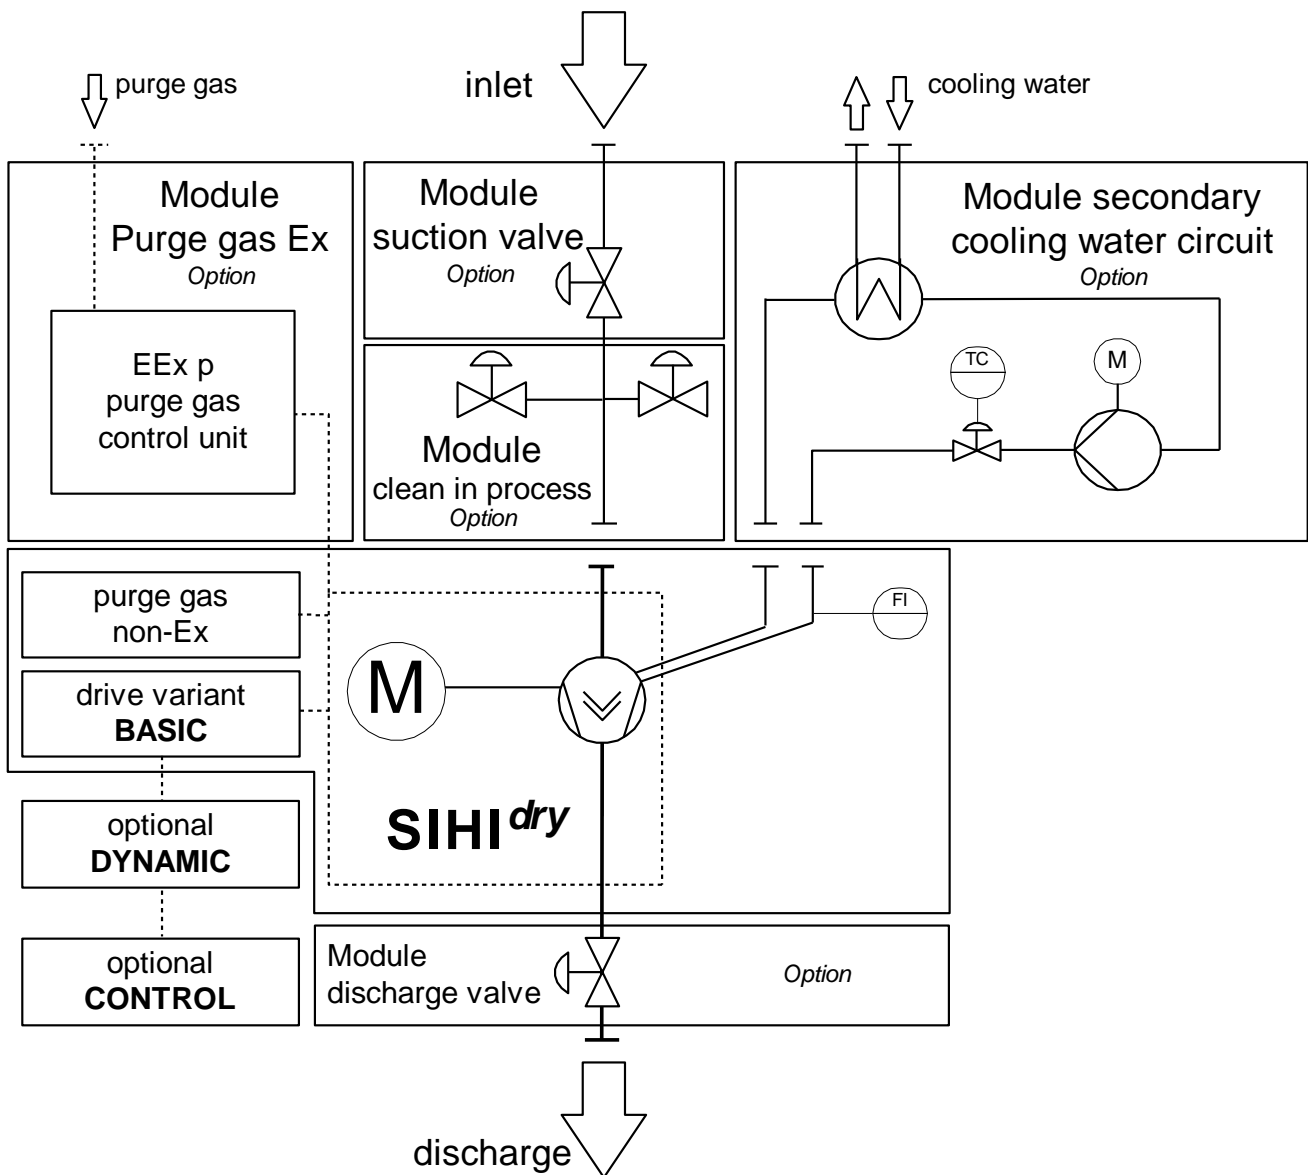 purge gas
inlet
cooling water
Module
Purge gas Ex
Option
EEx p
purge gas
control unit
Module
suction valve
Option
Module
clean in process
Option
Module secondary
cooling water circuit
Option
TC
M
purge gas
non-Ex
drive variant
BASIC
optional
DYNAMIC
optional
CONTROL
M
FI
SIHI dry
Module
discharge valve
Option
discharge